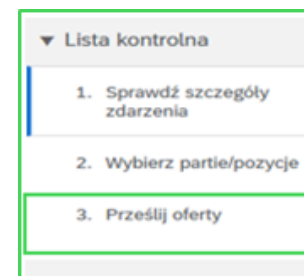 Lista kontrolna
1. Sprawdź szczegóły
zdarzenia
2. Wybierz partie/pozycje
3. Prześlij oferty